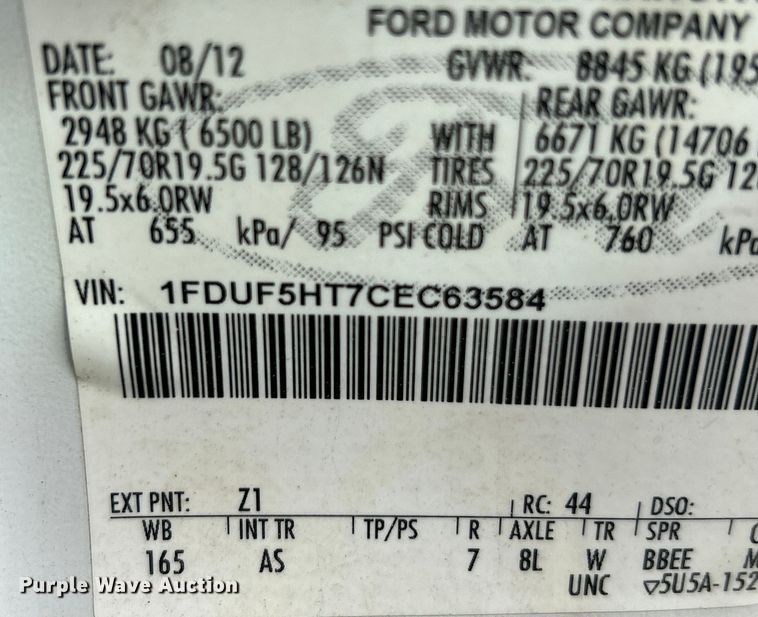 FORD MOTOR COMPANY
DATE: 08/12 GVWR: 8845 KG (195
FRONT GAWR: REAR GAWR:
2948 KG ( 6500 LB) WITH 6671 KG (14706
225/70R19.5G 128/126N TIRES 225/70R19.5G 12
19.5x6.0RW RIMS 19.5x6.0RW
AT 655 kPa/ 95 PSI COLD AT 760 kPa
VIN: 1FDUF5HT7CEC63584
EXT PNT: Z1 RC: 44 DSO:
WB INT TR TP/PS R AXLE TR SPR
165 AS 7 8L W BBEE M
UNC ▽5U5A-152
Purple Wave Auction